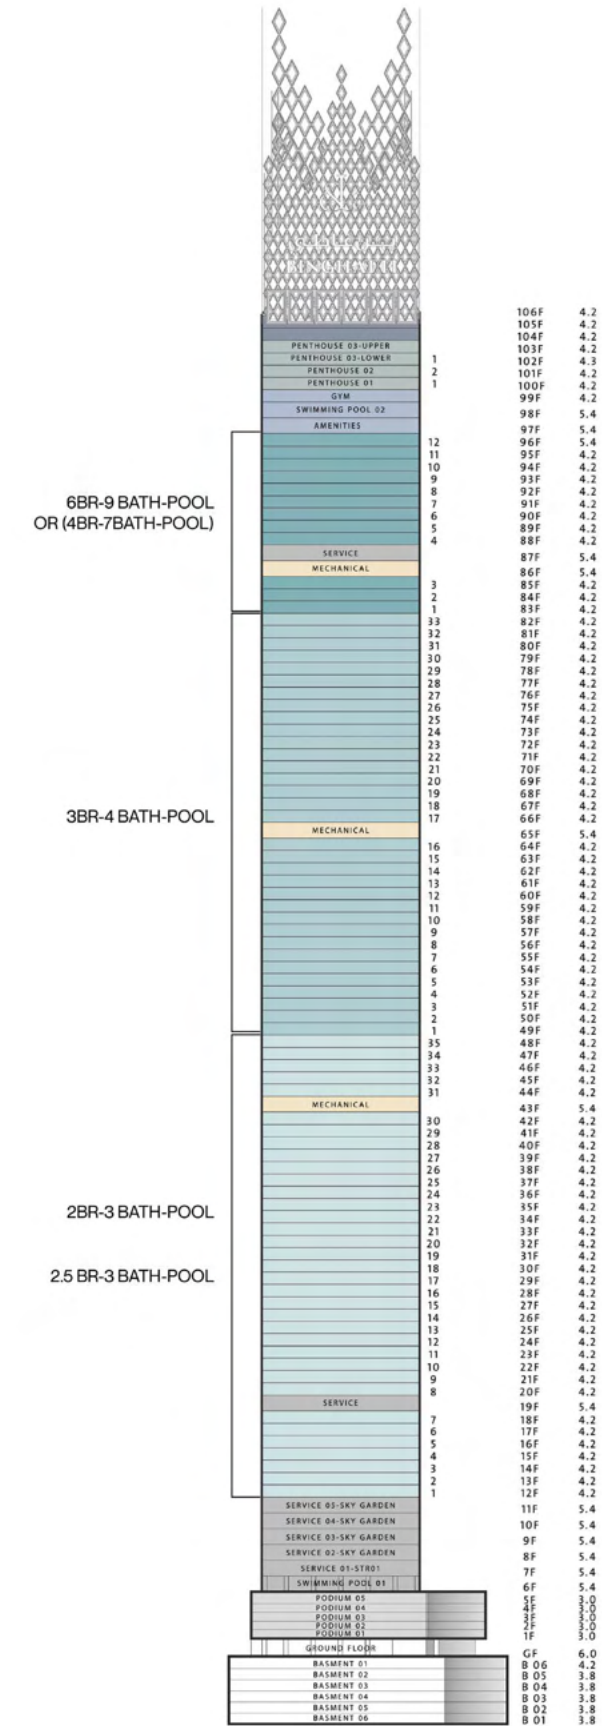 بن غاطي
BINGHATTI
106F 4.2
105F 4.2
104F 4.2
PENTHOUSE 03-UPPER 103F 4.2
PENTHOUSE 03-LOWER 1 102F 4.3
PENTHOUSE 02 2 101F 4.2
PENTHOUSE 01 1 100F 4.2
GYM 99F 4.2
SWIMMING POOL 02 98F 5.4
AMENITIES 97F 5.4
12 96F 5.4
11 95F 4.2
10 94F 4.2
9 93F 4.2
8 92F 4.2
6BR-9 BATH-POOL
OR (4BR-7BATH-POOL)
7 91F 4.2
6 90F 4.2
5 89F 4.2
4 88F 4.2
SERVICE 87F 5.4
MECHANICAL 86F 5.4
3 85F 4.2
2 84F 4.2
1 83F 4.2
33 82F 4.2
32 81F 4.2
31 80F 4.2
30 79F 4.2
29 78F 4.2
28 77F 4.2
27 76F 4.2
26 75F 4.2
25 74F 4.2
24 73F 4.2
23 72F 4.2
22 71F 4.2
21 70F 4.2
20 69F 4.2
19 68F 4.2
18 67F 4.2
3BR-4 BATH-POOL 17 66F 4.2
MECHANICAL 65F 5.4
16 64F 4.2
15 63F 4.2
14 62F 4.2
13 61F 4.2
12 60F 4.2
11 59F 4.2
10 58F 4.2
9 57F 4.2
8 56F 4.2
7 55F 4.2
6 54F 4.2
5 53F 4.2
4 52F 4.2
3 51F 4.2
2 50F 4.2
1 49F 4.2
35 48F 4.2
34 47F 4.2
33 46F 4.2
32 45F 4.2
31 44F 4.2
MECHANICAL 43F 5.4
30 42F 4.2
29 41F 4.2
28 40F 4.2
27 39F 4.2
26 38F 4.2
25 37F 4.2
24 36F 4.2
23 35F 4.2
2BR-3 BATH-POOL 22 34F 4.2
21 33F 4.2
20 32F 4.2
19 31F 4.2
18 30F 4.2
2.5 BR-3 BATH-POOL 17 29F 4.2
16 28F 4.2
15 27F 4.2
14 26F 4.2
13 25F 4.2
12 24F 4.2
11 23F 4.2
10 22F 4.2
9 21F 4.2
8 20F 4.2
SERVICE 19F 5.4
7 18F 4.2
6 17F 4.2
5 16F 4.2
4 15F 4.2
3 14F 4.2
2 13F 4.2
1 12F 4.2
SERVICE 05-SKY GARDEN 11F 5.4
SERVICE 04-SKY GARDEN 10F 5.4
SERVICE 03-SKY GARDEN 9F 5.4
SERVICE 02-SKY GARDEN 8F 5.4
SERVICE 01-STR01 7F 5.4
SWIMMING POOL 01 6F 5.4
PODIUM 05 5F 3.0
PODIUM 04 4F 3.0
PODIUM 03 3F 3.0
PODIUM 02 2F 3.0
PODIUM 01 1F 3.0
GROUND FLOOR GF 6.0
BASMENT 01 B 06 4.2
BASMENT 02 B 05 3.8
BASMENT 03 B 04 3.8
BASMENT 04 B 03 3.8
BASMENT 05 B 02 3.8
BASMENT 06 B 01 3.8